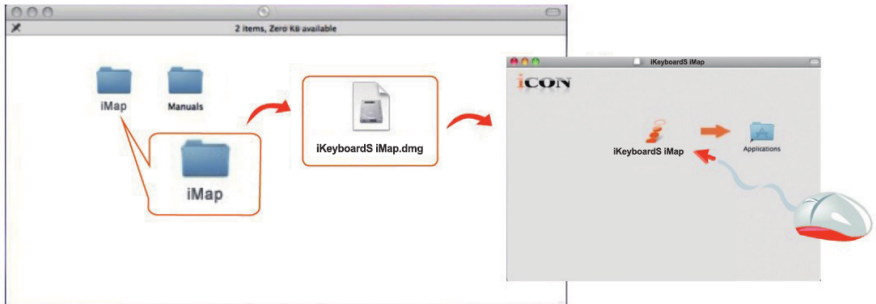 2 items, Zero KB available
iMap
Manuals
iMap
iKeyboardS iMap.dmg
iKeyboardS iMap
iCON
iKeyboardS iMap
Applications